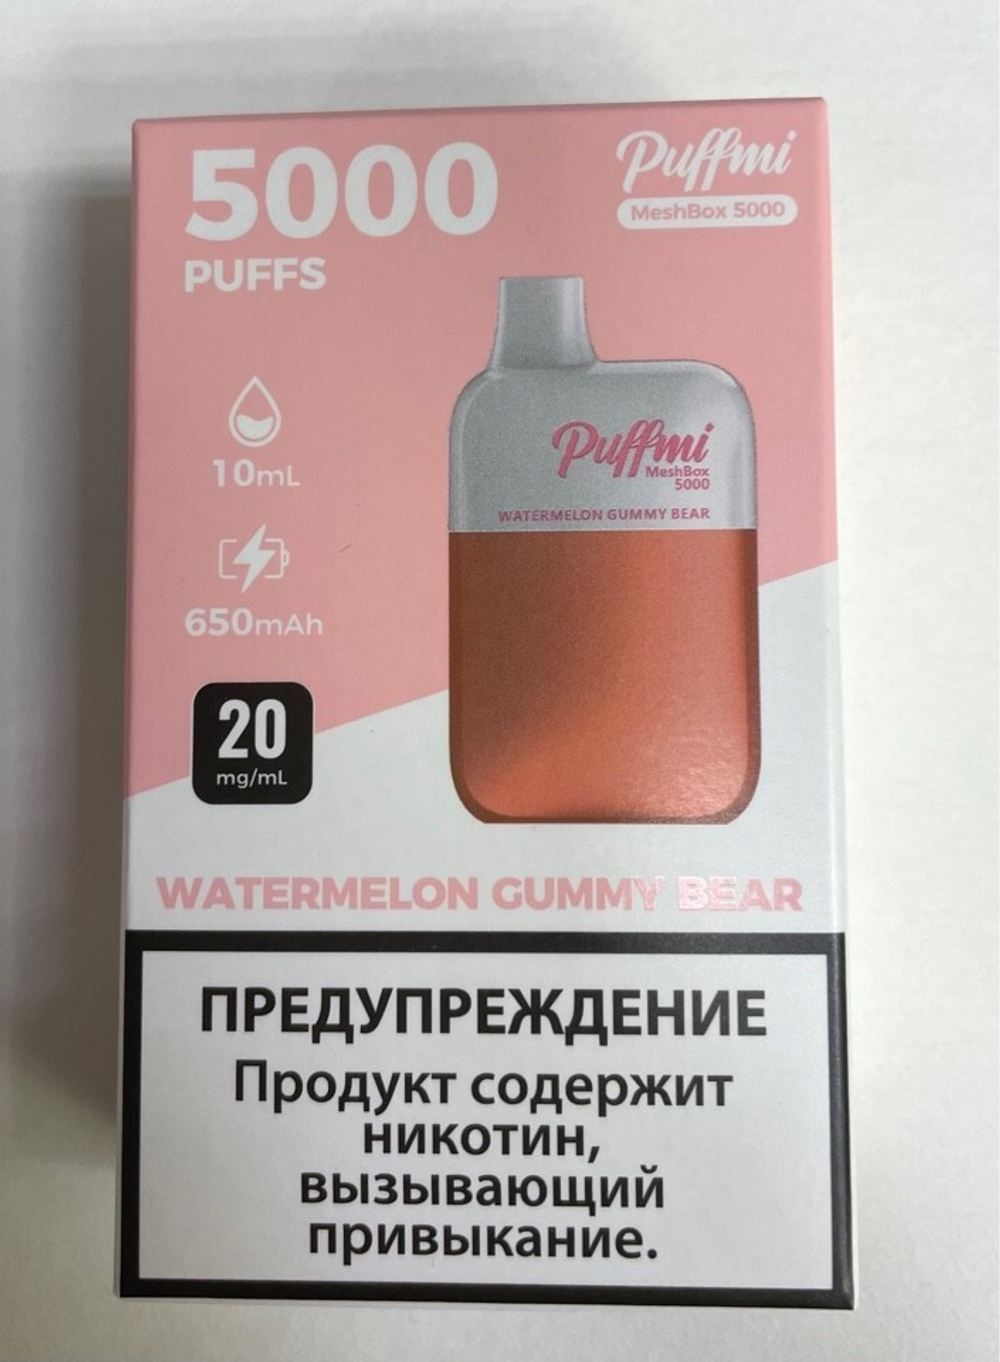 5000
PUFFS
Puffmi
MeshBox 5000
10mL
650mAh
20
mg/mL
Puffmi
MeshBox
5000
WATERMELON GUMMY BEAR
WATERMELON GUMMY BEAR
ПРЕДУПРЕЖДЕНИЕ
Продукт содержит
никотин,
вызывающий
привыкание.